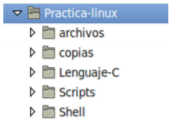 Practica-linux
archivos
copias
Lenguaje-C
Scripts
Shell